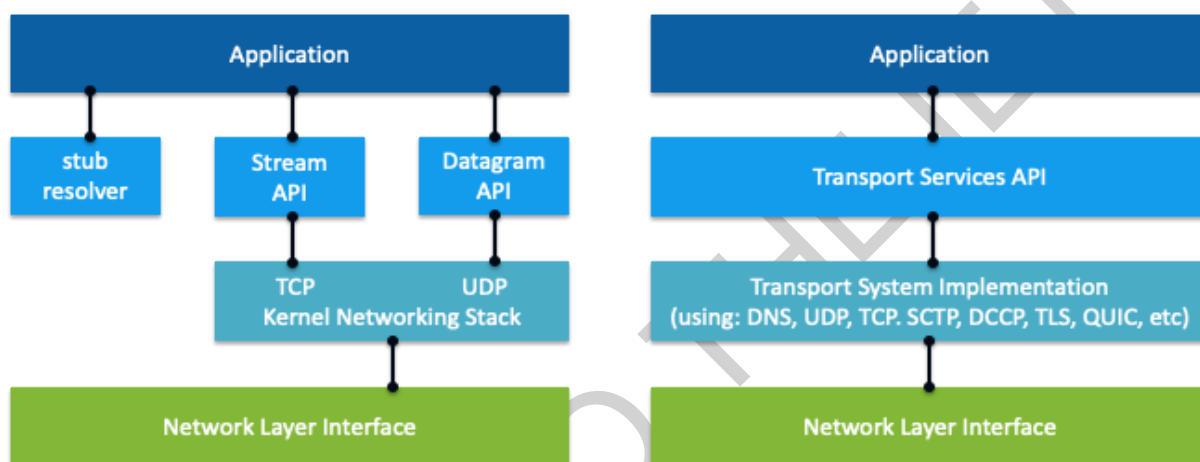 Application
stub
resolver
Stream
API
Datagram
API
TCP UDP
Kernel Networking Stack
Network Layer Interface
Application
Transport Services API
Transport System Implementation
(using: DNS, UDP, TCP. SCTP, DCCP, TLS, QUIC, etc)
Network Layer Interface